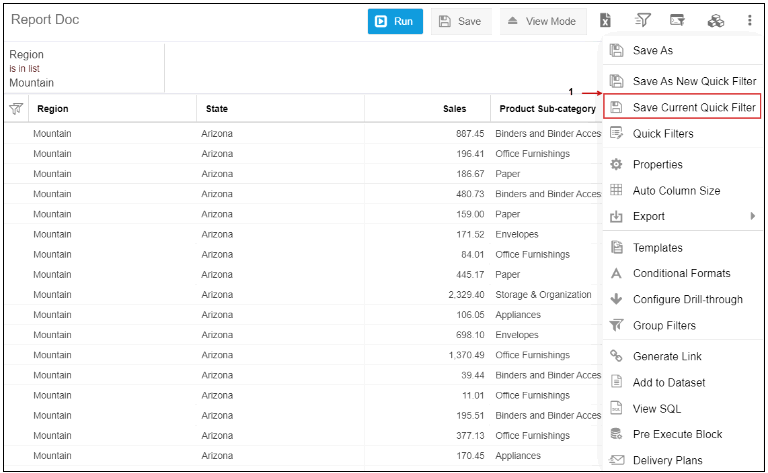 Report Doc
Run
Save
View Mode
Region
is in list
Mountain
Region State Sales Product Sub-category
Mountain Arizona 887.45 Binders and Binder Acces
Mountain Arizona 196.41 Office Furnishings
Mountain Arizona 186.67 Paper
Mountain Arizona 480.73 Binders and Binder Acces
Mountain Arizona 159.00 Paper
Mountain Arizona 171.52 Envelopes
Mountain Arizona 84.01 Office Furnishings
Mountain Arizona 445.17 Paper
Mountain Arizona 2,329.40 Storage & Organization
Mountain Arizona 106.05 Appliances
Mountain Arizona 698.10 Envelopes
Mountain Arizona 1,370.49 Office Furnishings
Mountain Arizona 39.44 Binders and Binder Acces
Mountain Arizona 11.01 Office Furnishings
Mountain Arizona 195.51 Binders and Binder Acces
Mountain Arizona 377.13 Office Furnishings
Mountain Arizona 170.45 Appliances
Save As
Save As New Quick Filter
1
Save Current Quick Filter
Quick Filters
Properties
Auto Column Size
Export
Templates
Conditional Formats
Configure Drill-through
Group Filters
Generate Link
Add to Dataset
View SQL
Pre Execute Block
Delivery Plans